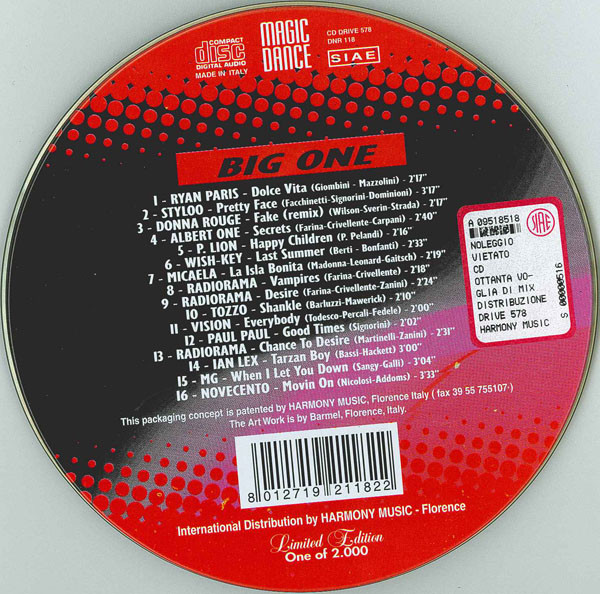 COMPACT
disc
DIGITAL AUDIO
MADE IN ITALY
MAGIC
DANCE
CD DRIVE 578
DNR 118
SIAE
BIG ONE
1 - RYAN PARIS - Dolce Vita (Giombini - Mazzolini) - 2'17"
2 - STYLOO - Pretty Face (Facchinetti-Signorini-Dominioni) - 3'17"
3 - DONNA ROUGE - Fake (remix) (Wilson-Sverin-Strada) - 3'17"
4 - ALBERT ONE - Secrets (Farina-Crivellente-Carpani) - 2'40"
5 - P. LION - Happy Children (P. Pelandi) - 2'16"
6 - WISH-KEY - Last Summer (Berti - Bonfanti) - 2'33"
7 - MICAELA - La Isla Bonita (Madonna-Leonard-Gaitsch) - 2'19"
8 - RADIORAMA - Vampires (Farina-Crivellente) - 2'18"
9 - RADIORAMA - Desire (Farina-Crivellente-Zanini) - 2'24"
10 - TOZZO - Shankle (Barluzzi-Mawerick) - 2'10"
11 - VISION - Everybody (Todesco-Percali-Fedele) - 2'00"
12 - PAUL PAUL - Good Times (Signorini) - 2'02"
13 - RADIORAMA - Chance To Desire (Martinelli-Zanini) - 2'31"
14 - IAN LEX - Tarzan Boy (Bassi-Hackett) 3'00"
15 - MG - When I Let You Down (Sangy-Galli) - 3'04"
16 - NOVECENTO - Movin On (Nicolosi-Addoms) - 3'33"
This packaging concept is patented by HARMONY MUSIC, Florence Italy ( fax 39 55 755107·)
The Art Work is by Barmel, Florence, Italy.
A 09518518
NOLEGGIO
VIETATO
CD
OTTANTA VO-
GLIA DI MIX
DISTRIBUZIONE
DRIVE 578
HARMONY MUSIC
SIAE
S 00000516
8 012719 211822
International Distribution by HARMONY MUSIC - Florence
Limited Edition
One of 2.000